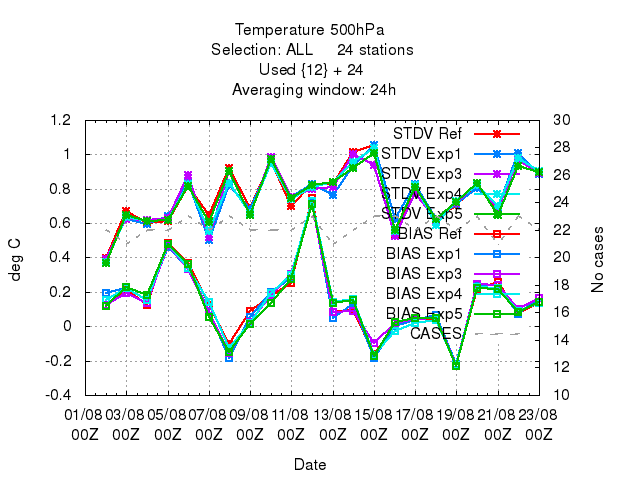 Temperature 500hPa
Selection: ALL 24 stations
Used {12} + 24
Averaging window: 24h
1.2
1
0.8
0.6
0.4
0.2
0
-0.2
-0.4
deg C
30
28
26
24
22
20
18
16
14
12
10
No cases
STDV Ref
STDV Exp1
STDV Exp3
STDV Exp4
STDV Exp5
BIAS Ref
BIAS Exp1
BIAS Exp3
BIAS Exp4
BIAS Exp5
CASES
01/08 03/08 05/08 07/08 09/08 11/08 13/08 15/08 17/08 19/08 21/08 23/08
00Z 00Z 00Z 00Z 00Z 00Z 00Z 00Z 00Z 00Z 00Z 00Z
Date